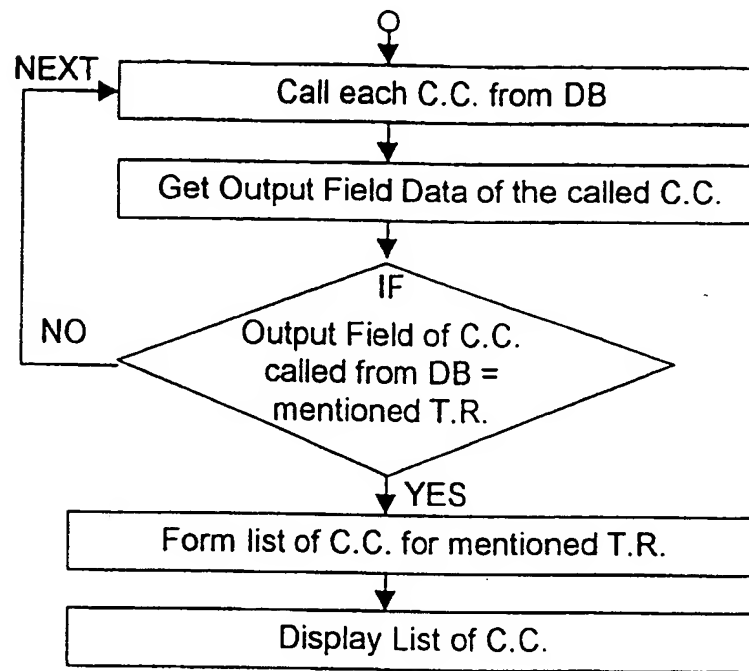 NEXT
Call each C.C. from DB
Get Output Field Data of the called C.C.
IF
NO
Output Field of C.C.
called from DB =
mentioned T.R.
YES
Form list of C.C. for mentioned T.R.
Display List of C.C.